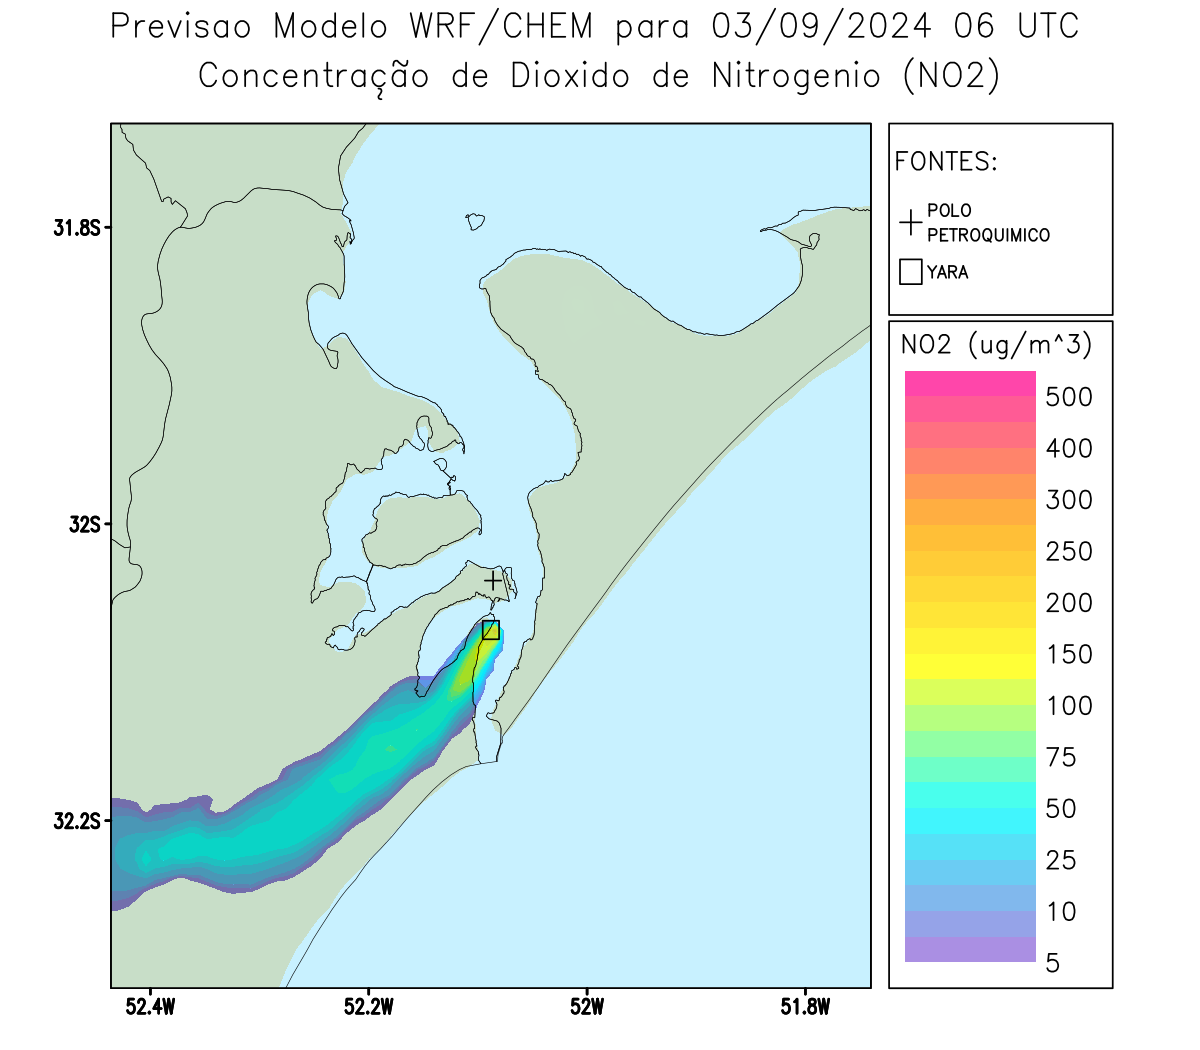 Previsao Modelo WRF/CHEM para 03/09/2024 06 UTC
Concentração de Dioxido de Nitrogenio (NO2)
FONTES:
POLO
PETROQUIMICO
YARA
NO2 (ug/m^3)
500
400
300
250
200
150
100
75
50
25
10
5
31.8S
32S
32.2S
52.4W
52.2W
52W
51.8W